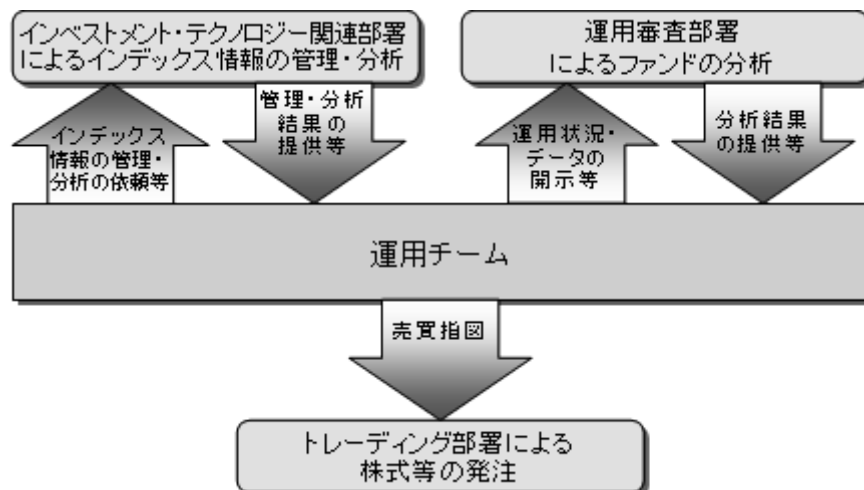 インベストメント・テクノロジー関連部署
によるインデックス情報の管理・分析
運用審査部署
によるファンドの分析
インデックス
情報の管理・
分析の依頼等
管理・分析
結果の
提供等
運用状況・
データの
開示等
分析結果
の提供等
運用チーム
売買指図
トレーディング部署による
株式等の発注